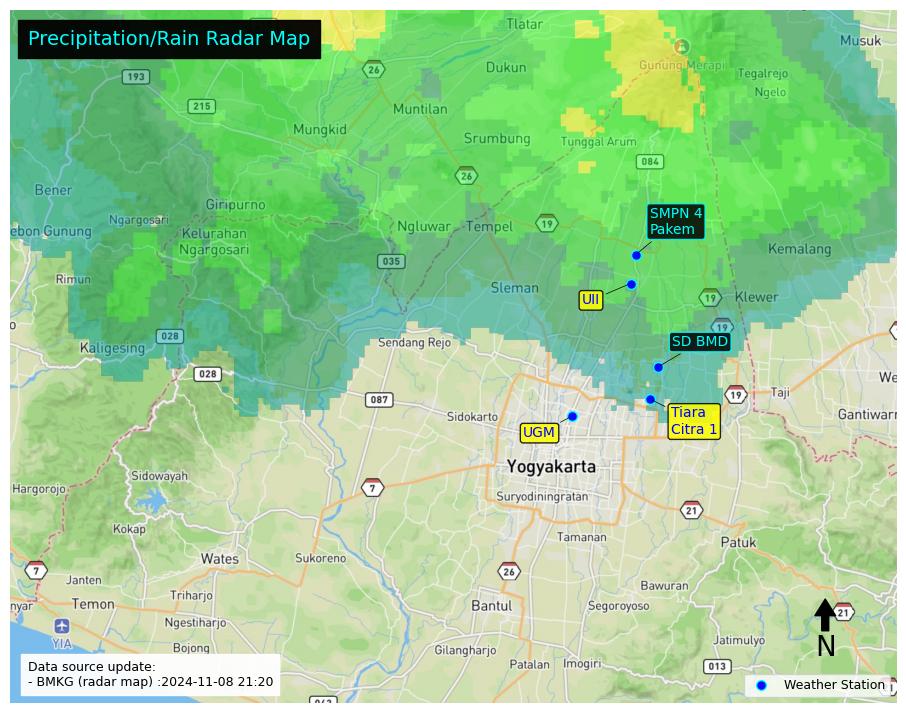 Precipitation/Rain Radar Map
Tlatar
Musuk
Gunung Merapi
26
Dukun
Tegalrejo
193
Ngelo
215
Muntilan
Mungkid
Srumbung
Tunggal Arum
084
26
Bener
Giripurno
SMPN 4
Pakem
Ngargosari
Ngluwar
Tempel
19
ebon Gunung
Kelurahan
Ngargosari
Kemalang
035
Rimun
Sleman
UII
19
Klewer
19
028
Kaligesing
Sendang Rejo
SD BMD
028
We
087
19
Taji
Sidokarto
Tiara
Citra 1
Gantiwarr
UGM
Yogyakarta
Sidowayah
Hargorojo
7
Suryodiningratan
21
Kokap
Tamanan
Patuk
Wates
Sukoreno
7
26
Janten
Bawuran
Triharjo
nyar
Temon
Bantul
Segoroyoso
21
Ngestiharjo
YIA
Jatimulyo
N
Bojong
Gilangharjo
Data source update:
- BMKG (radar map) :2024-11-08 21:20
Patalan
Imogiri
013
Weather Station